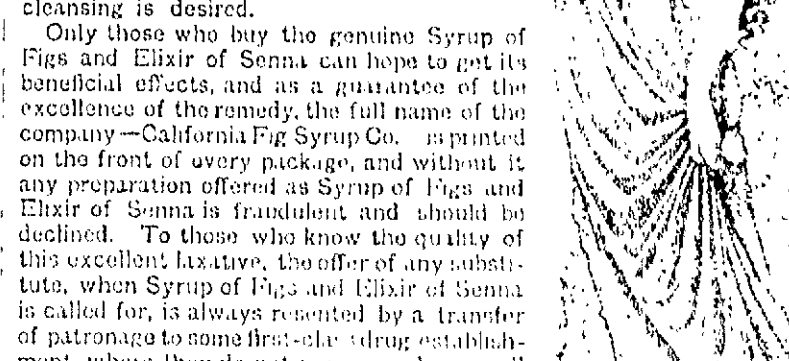 cleansing is desired.
Only those who buy the genuine Syrup of
Figs and Elixir of Senna can hope to get its
beneficial effects, and as a guarantee of the
excellence of the remedy, the full name of the
company—California Fig Syrup Co. is printed
on the front of every package, and without it
any preparation offered as Syrup of Figs and
Elixir of Senna is fraudulent and should be
declined. To those who know the quality of
this excellent laxative, the offer of any substi-
tute, when Syrup of Figs and Elixir of Senna
is called for, is always resented by a transfer
of patronage to some first-class drug establish-
ment, where